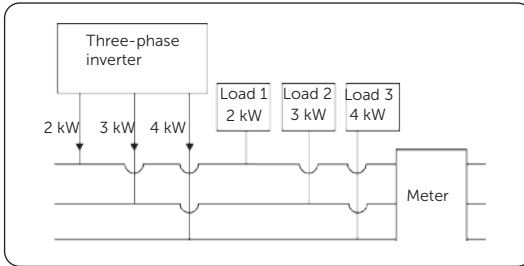 Three-phase
inverter
Load 1
2 kW
Load 2
3 kW
Load 3
4 kW
2 kW
3 kW
4 kW
Meter